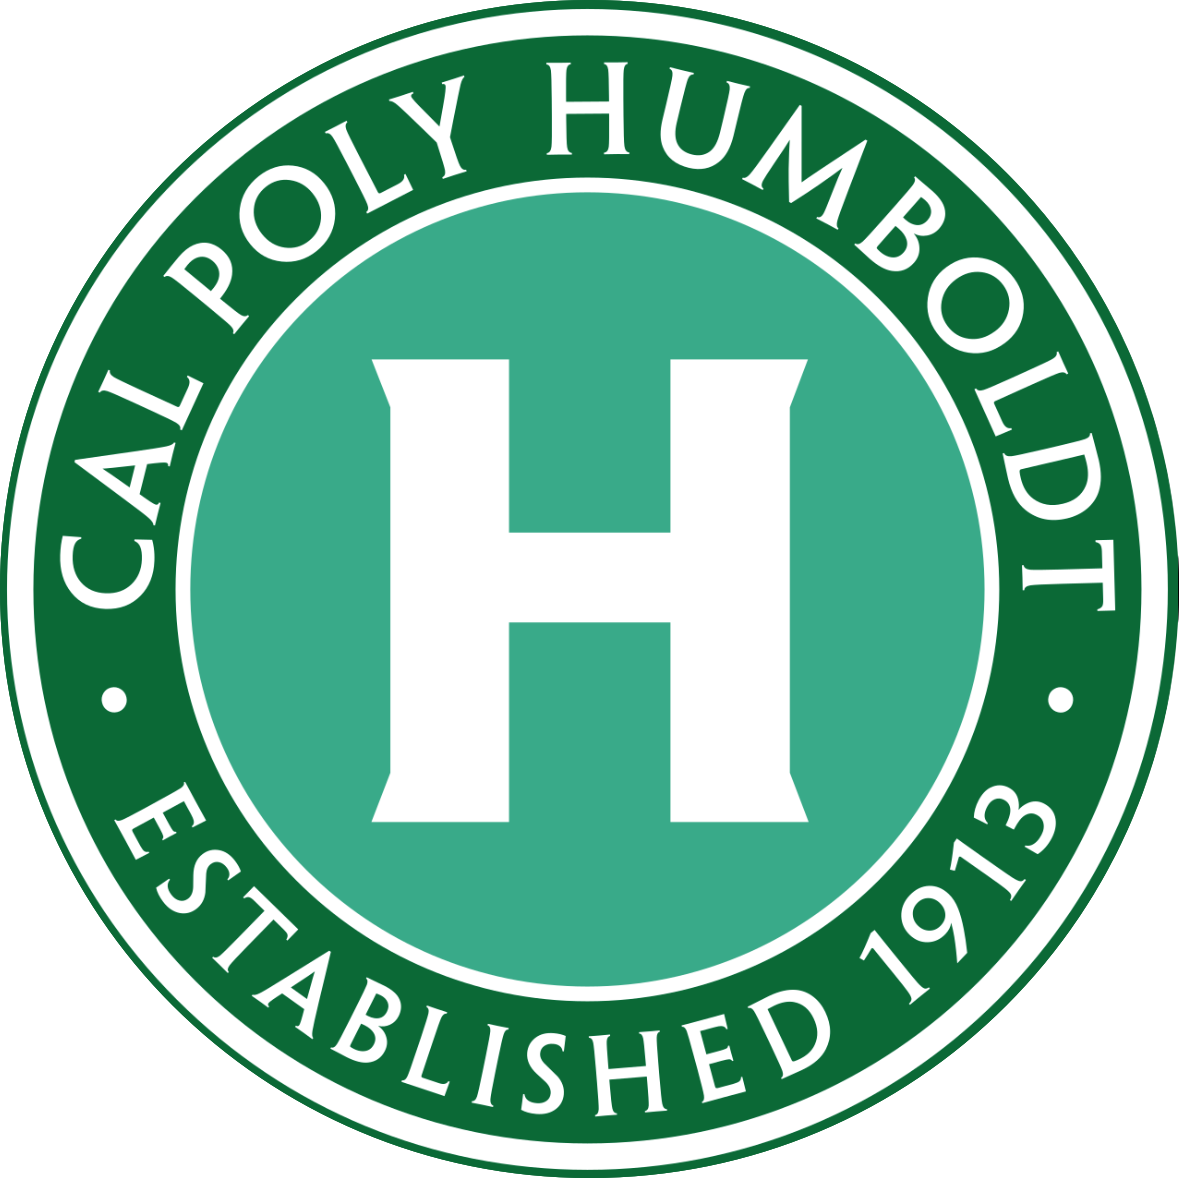 CAL POLY HUMBOLDT
H
• ESTABLISHED 1913 •